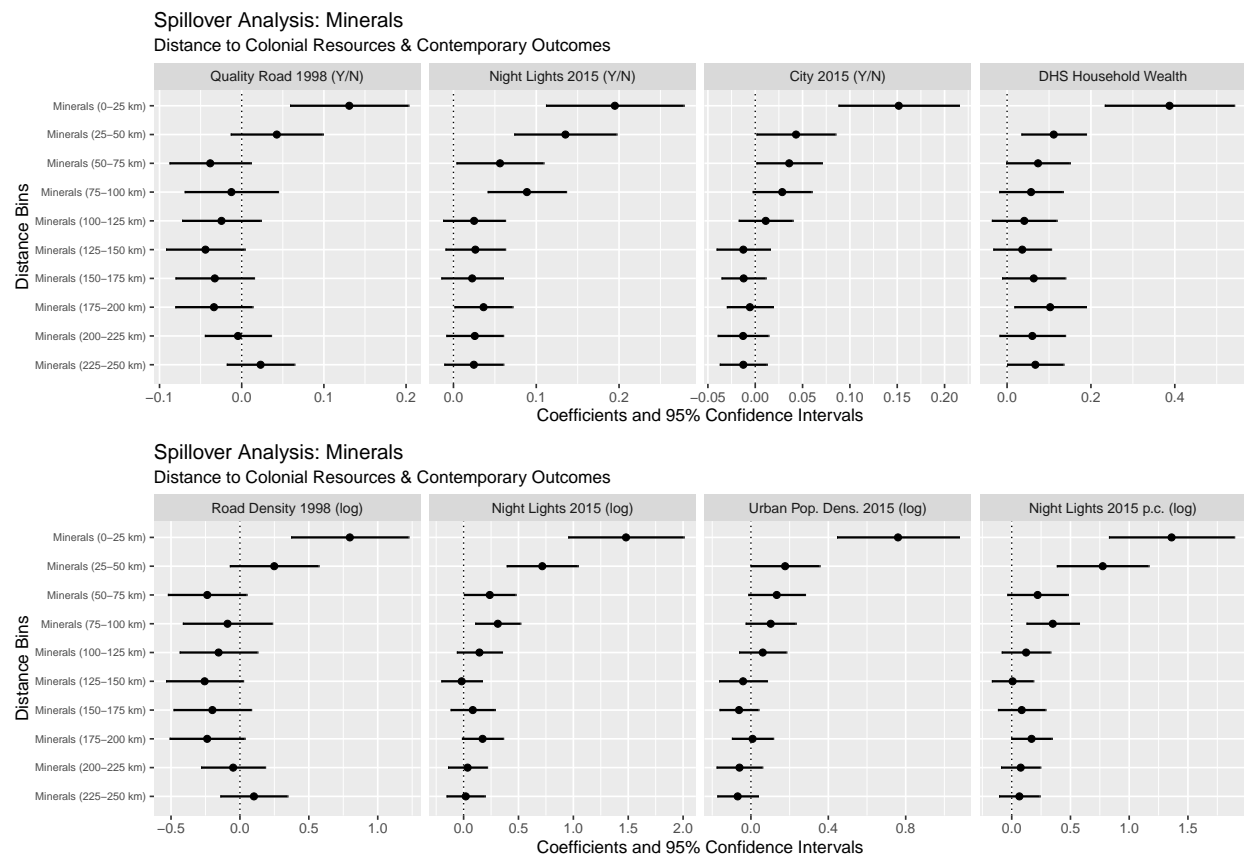 Spillover Analysis: Minerals
Distance to Colonial Resources & Contemporary Outcomes
Quality Road 1998 (Y/N) Night Lights 2015 (Y/N) City 2015 (Y/N) DHS Household Wealth
Distance Bins
Minerals (0−25 km)
Minerals (25−50 km)
Minerals (50−75 km)
Minerals (75−100 km)
Minerals (100−125 km)
Minerals (125−150 km)
Minerals (150−175 km)
Minerals (175−200 km)
Minerals (200−225 km)
Minerals (225−250 km)
−0.1 0.0 0.1 0.2 0.0 0.1 0.2 −0.05 0.00 0.05 0.10 0.15 0.20 0.0 0.2 0.4
Coefficients and 95% Confidence Intervals
Spillover Analysis: Minerals
Distance to Colonial Resources & Contemporary Outcomes
Road Density 1998 (log) Night Lights 2015 (log) Urban Pop. Dens. 2015 (log) Night Lights 2015 p.c. (log)
Distance Bins
Minerals (0−25 km)
Minerals (25−50 km)
Minerals (50−75 km)
Minerals (75−100 km)
Minerals (100−125 km)
Minerals (125−150 km)
Minerals (150−175 km)
Minerals (175−200 km)
Minerals (200−225 km)
Minerals (225−250 km)
−0.5 0.0 0.5 1.0 0.0 0.5 1.0 1.5 2.0 0.0 0.4 0.8 0.0 0.5 1.0 1.5
Coefficients and 95% Confidence Intervals